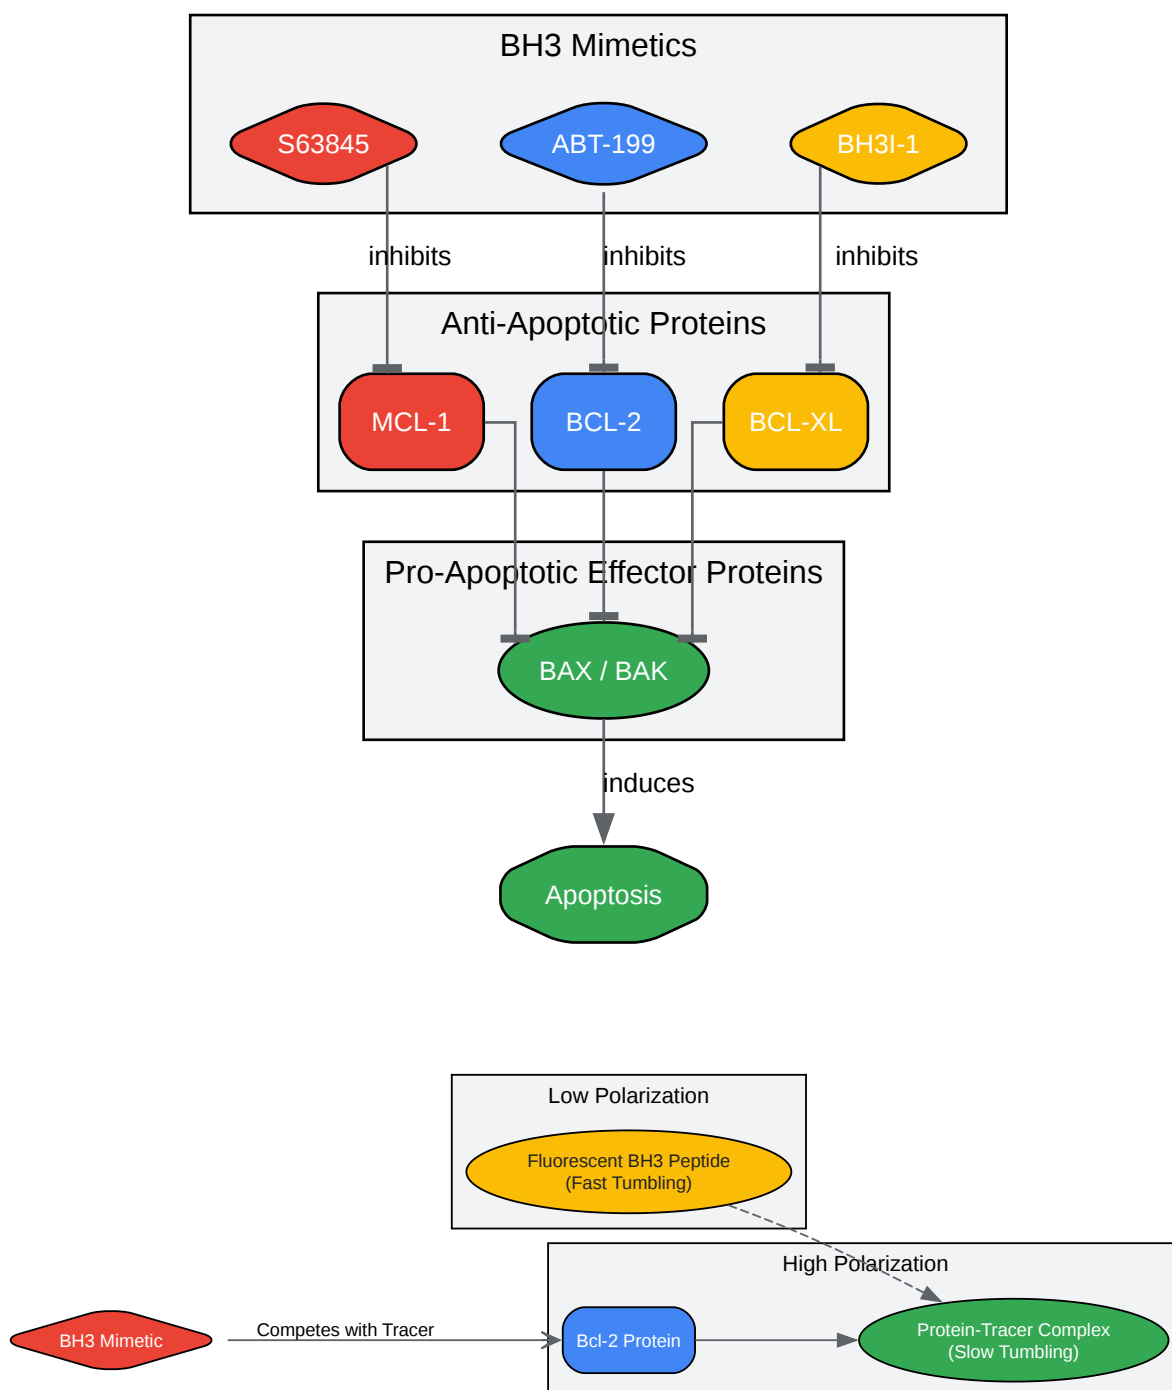 BH3 Mimetics
S63845
ABT-199
BH3I-1
inhibits
inhibits
inhibits
Anti-Apoptotic Proteins
MCL-1
BCL-2
BCL-XL
Pro-Apoptotic Effector Proteins
BAX / BAK
induces
Apoptosis
Low Polarization
Fluorescent BH3 Peptide
(Fast Tumbling)
High Polarization
BH3 Mimetic
Competes with Tracer
Bcl-2 Protein
Protein-Tracer Complex
(Slow Tumbling)